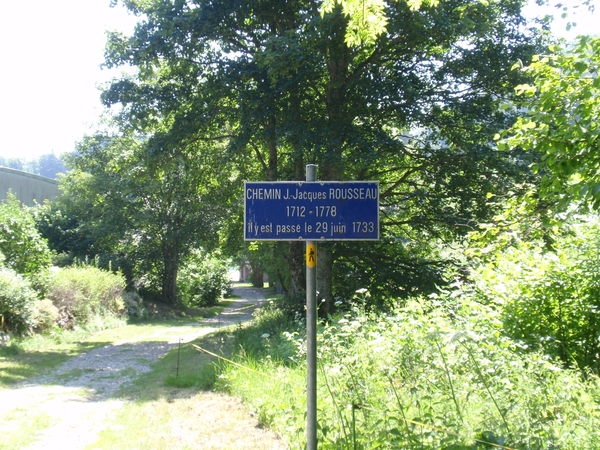 CHEMIN J.-Jacques ROUSSEAU
1712 - 1778
Il y est passé le 29 juin 1733